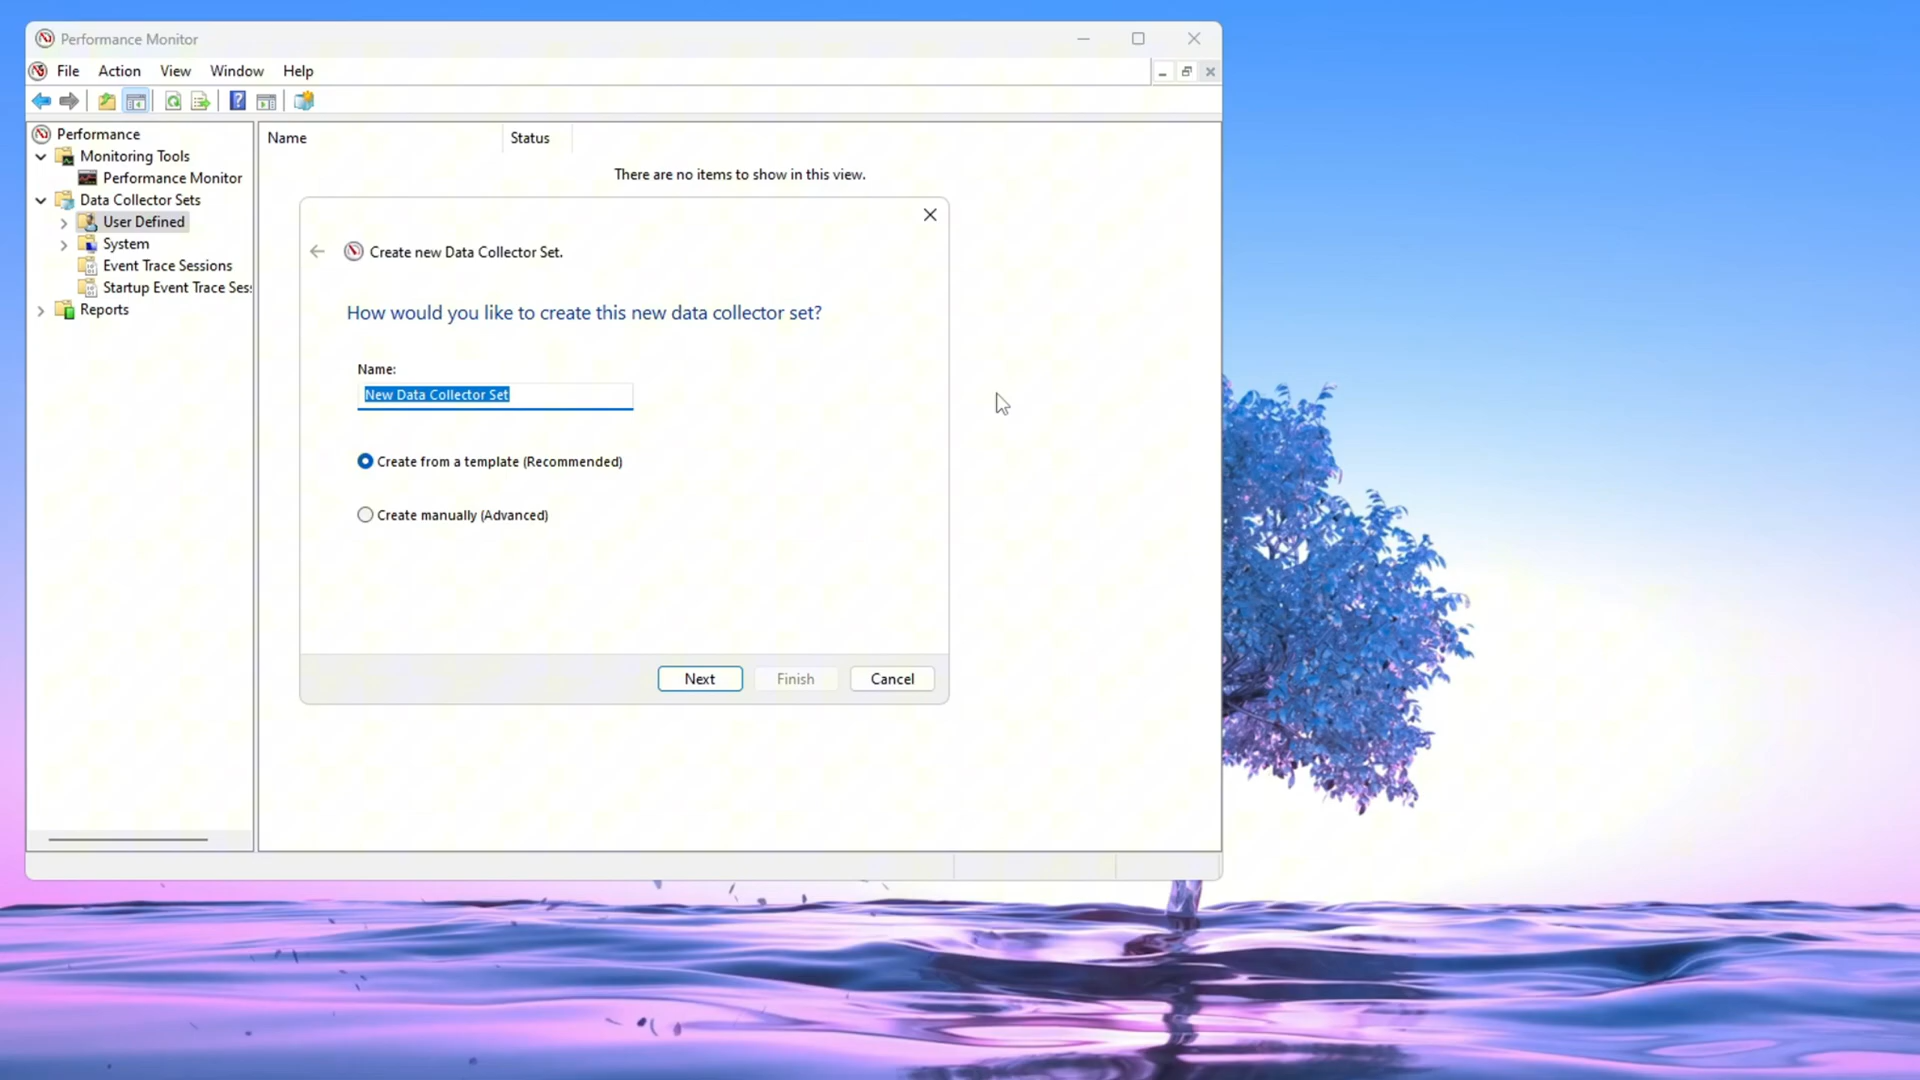 Performance Monitor
File Action View Window Help
Performance
Monitoring Tools
Performance Monitor
Data Collector Sets
User Defined
System
Event Trace Sessions
Startup Event Trace Ses
Reports
Name Status
There are no items to show in this view.
Create new Data Collector Set.
How would you like to create this new data collector set?
Name:
New Data Collector Set
Create from a template (Recommended)
Create manually (Advanced)
Next Finish Cancel